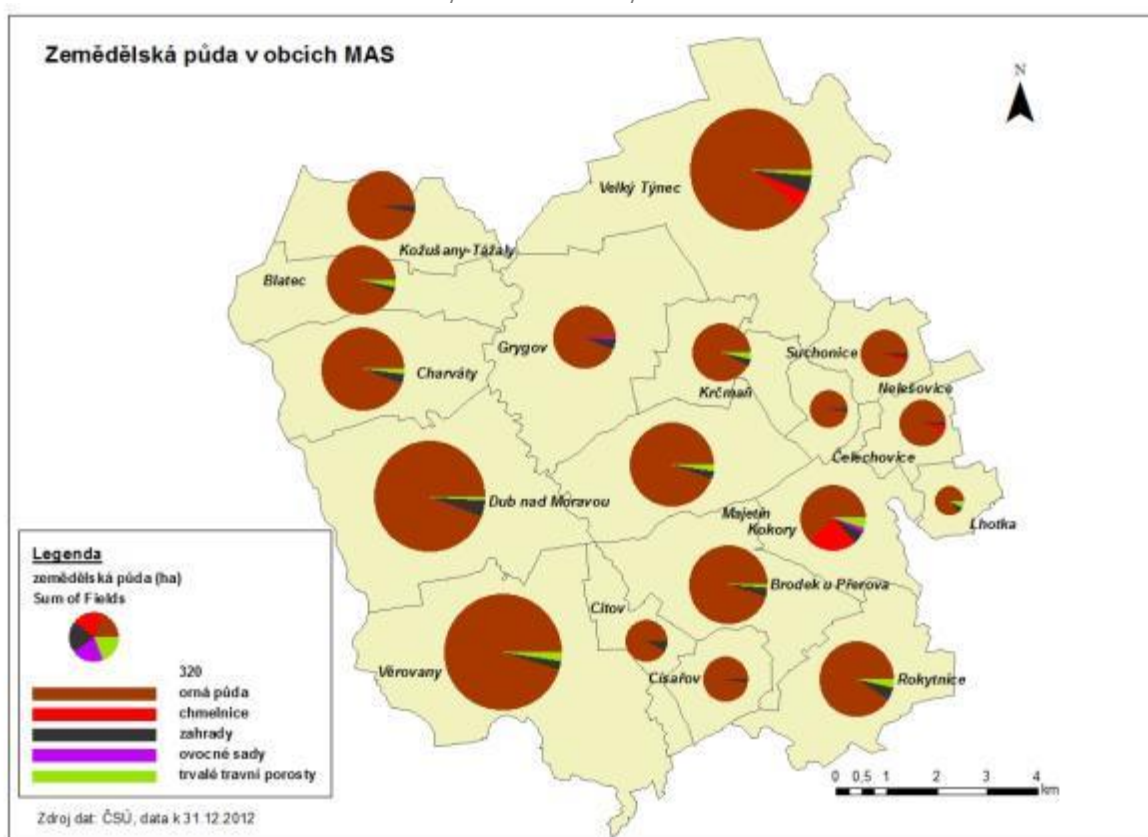 Zemědělská půda v obcích MAS
N
Velký Týnec
Kožušany-Tážaly
Blatec
Grygov
Suchonice
Charváty
Krčmaň
Nelešovice
Čelechovice
Dub nad Moravou
Majetín
Kokory
Lhotka
Brodek u Přerova
Citov
Věrovany
Císařov
Rokytnice
Legenda
zemědělská půda (ha)
Sum of Fields
320
orná půda
chmelnice
zahrady
ovocné sady
trvalé travní porosty
0 0,5 1 2 3 4
km
Zdroj dat: ČSÚ, data k 31.12.2012